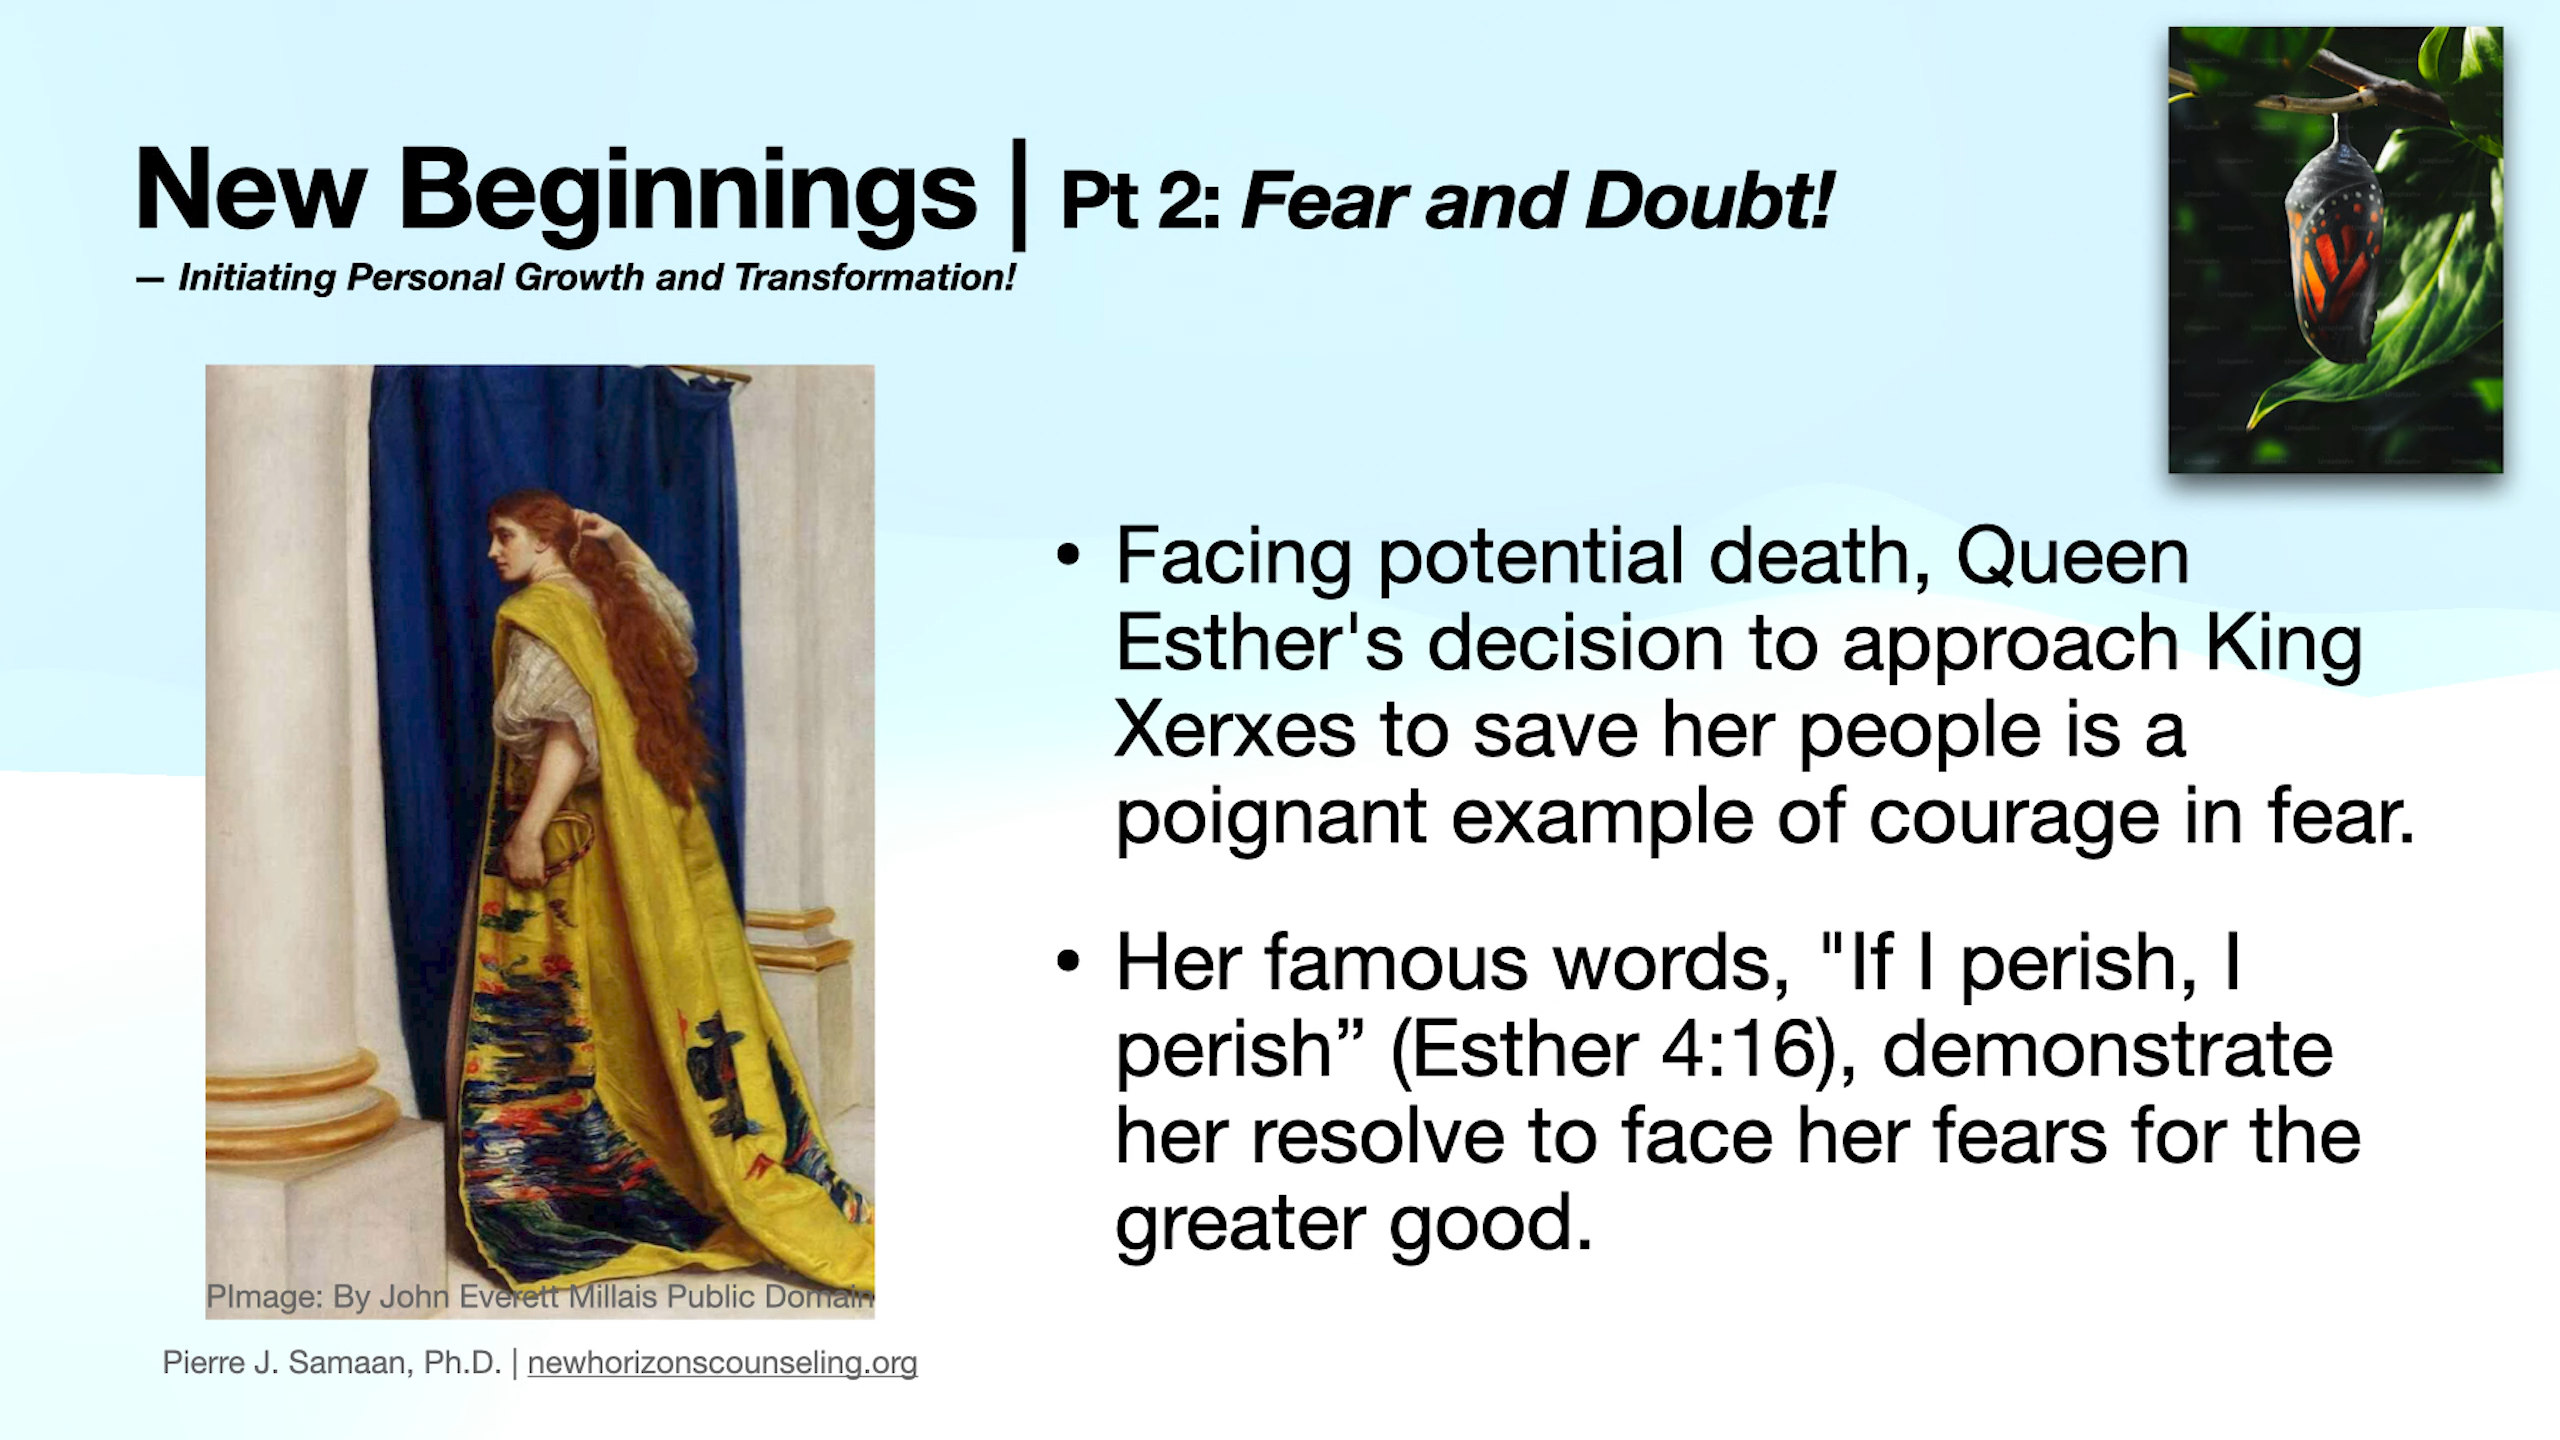 New Beginnings | Pt 2: Fear and Doubt!
– Initiating Personal Growth and Transformation!
• Facing potential death, Queen
Esther's decision to approach King
Xerxes to save her people is a
poignant example of courage in fear.
• Her famous words, "If I perish, I
perish” (Esther 4:16), demonstrate
her resolve to face her fears for the
greater good.
PImage: By John Everett Millais Public Domain
Pierre J. Samaan, Ph.D. | newhorizonscounseling.org